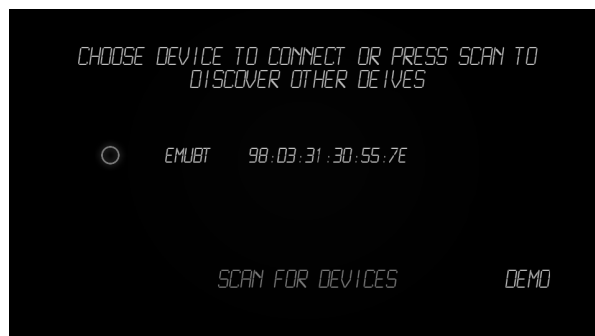 CHOOSE DEVICE TO CONNECT OR PRESS SCAN TO
DISCOVER OTHER DEIVES
EMUBT 98:D3:31:30:55:7E
SCAN FOR DEVICES DEMO